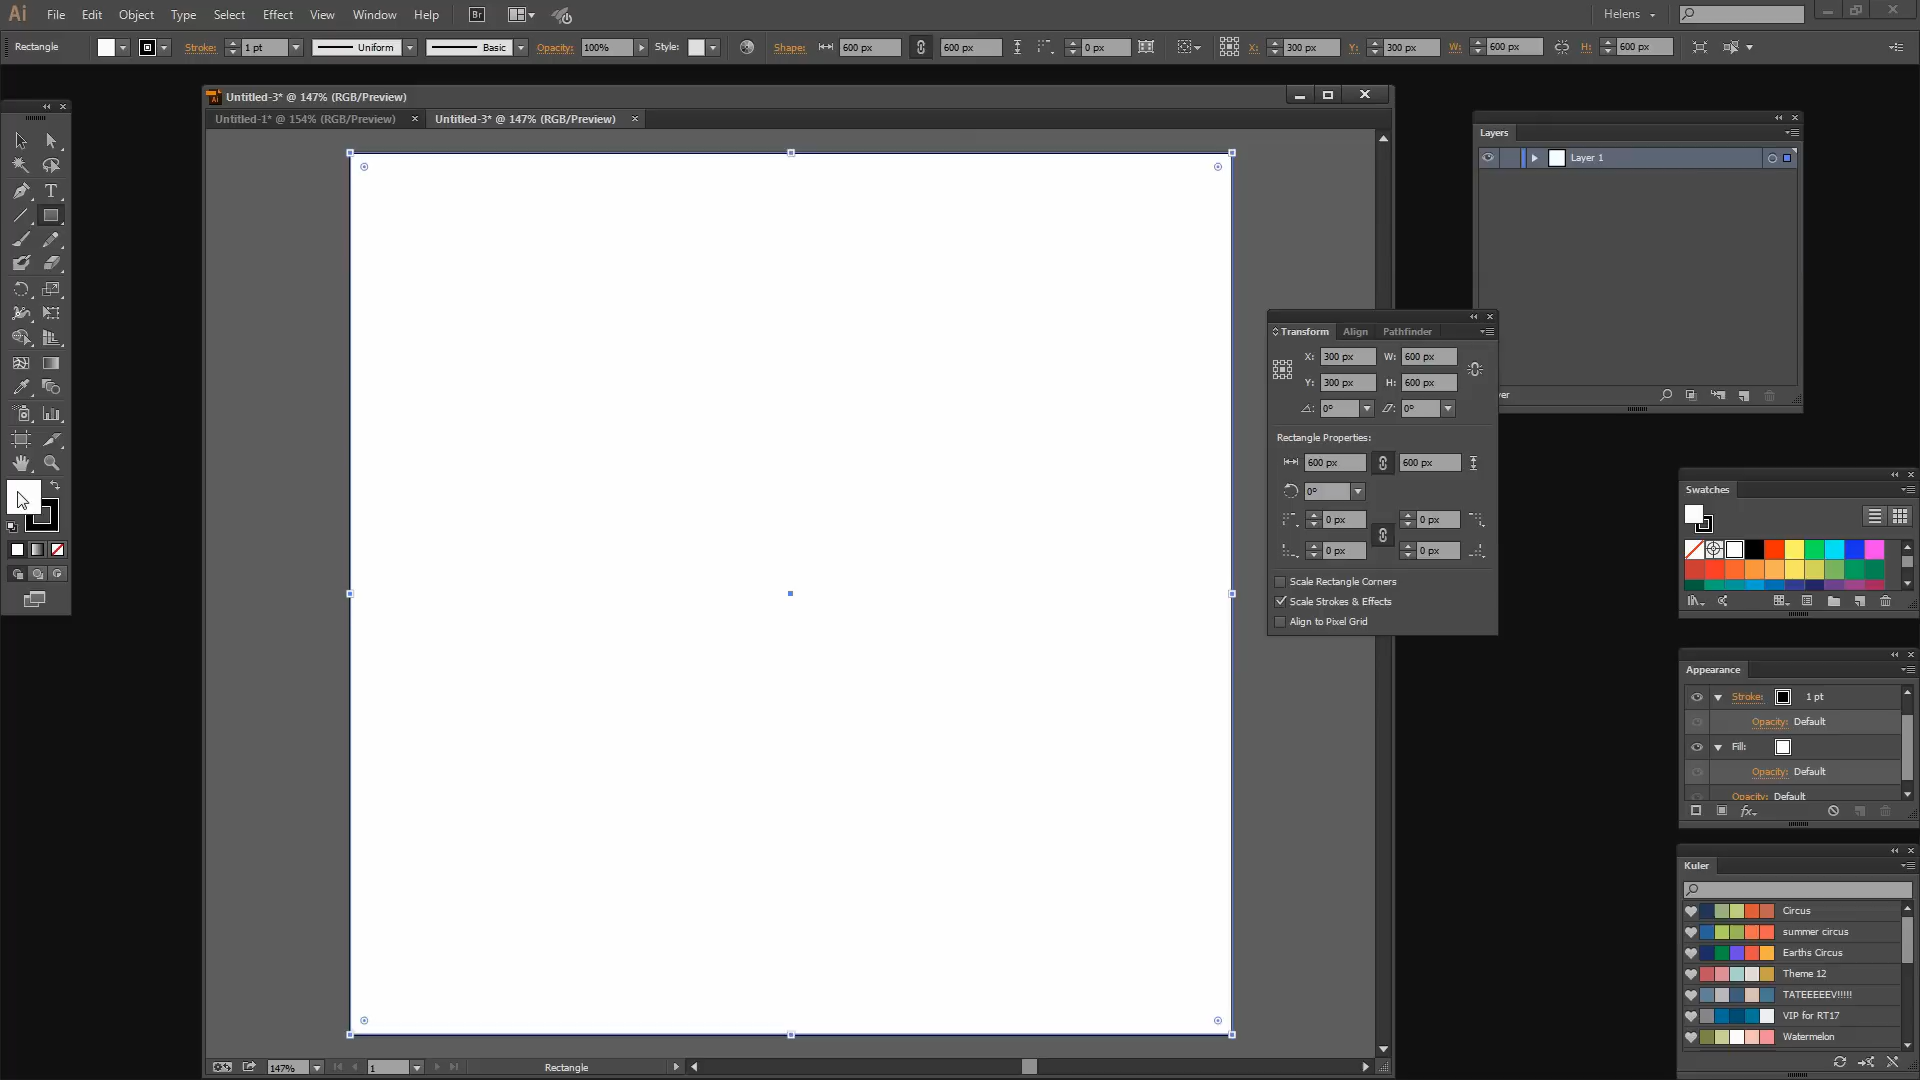 Ai File Edit Object Type Select Effect View Window Help Br Helens
Rectangle Stroke: 1 pt Uniform Basic Opacity: 100% Style: Shape: 600 px 600 px 0 px X: 300 px Y: 300 px W: 600 px H: 600 px
Untitled-3* @ 147% (RGB/Preview)
Untitled-1* @ 154% (RGB/Preview) Untitled-3* @ 147% (RGB/Preview)
Layers
Layer 1
Transform Align Pathfinder
X: 300 px W: 600 px
Y: 300 px H: 600 px
0° 0°
Rectangle Properties:
600 px 600 px
0°
0 px 0 px
0 px 0 px
Scale Rectangle Corners
Scale Strokes & Effects
Align to Pixel Grid
Swatches
Appearance
Stroke: 1 pt
Opacity: Default
Fill:
Opacity: Default
Opacity: Default
Kuler
Circus
summer circus
Earths Circus
Theme 12
TATEEEEEV!!!!!
VIP for RT17
Watermelon
147% 1 Rectangle